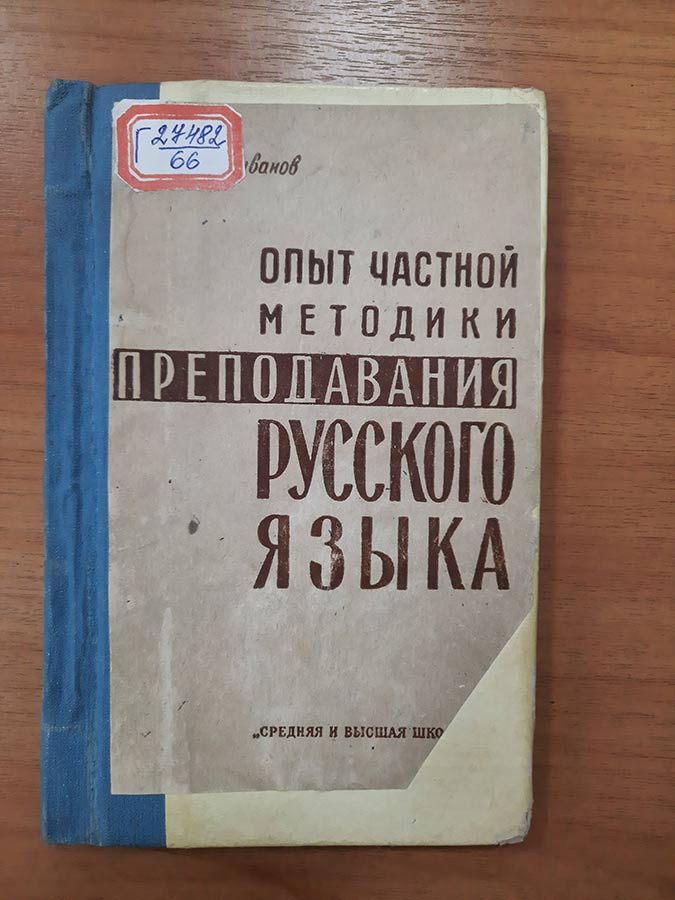 Г 27482
66
ванов
ОПЫТ ЧАСТНОЙ
МЕТОДИКИ
ПРЕПОДАВАНИЯ
РУССКОГО
ЯЗЫКА
„СРЕДНЯЯ И ВЫСШАЯ ШКО